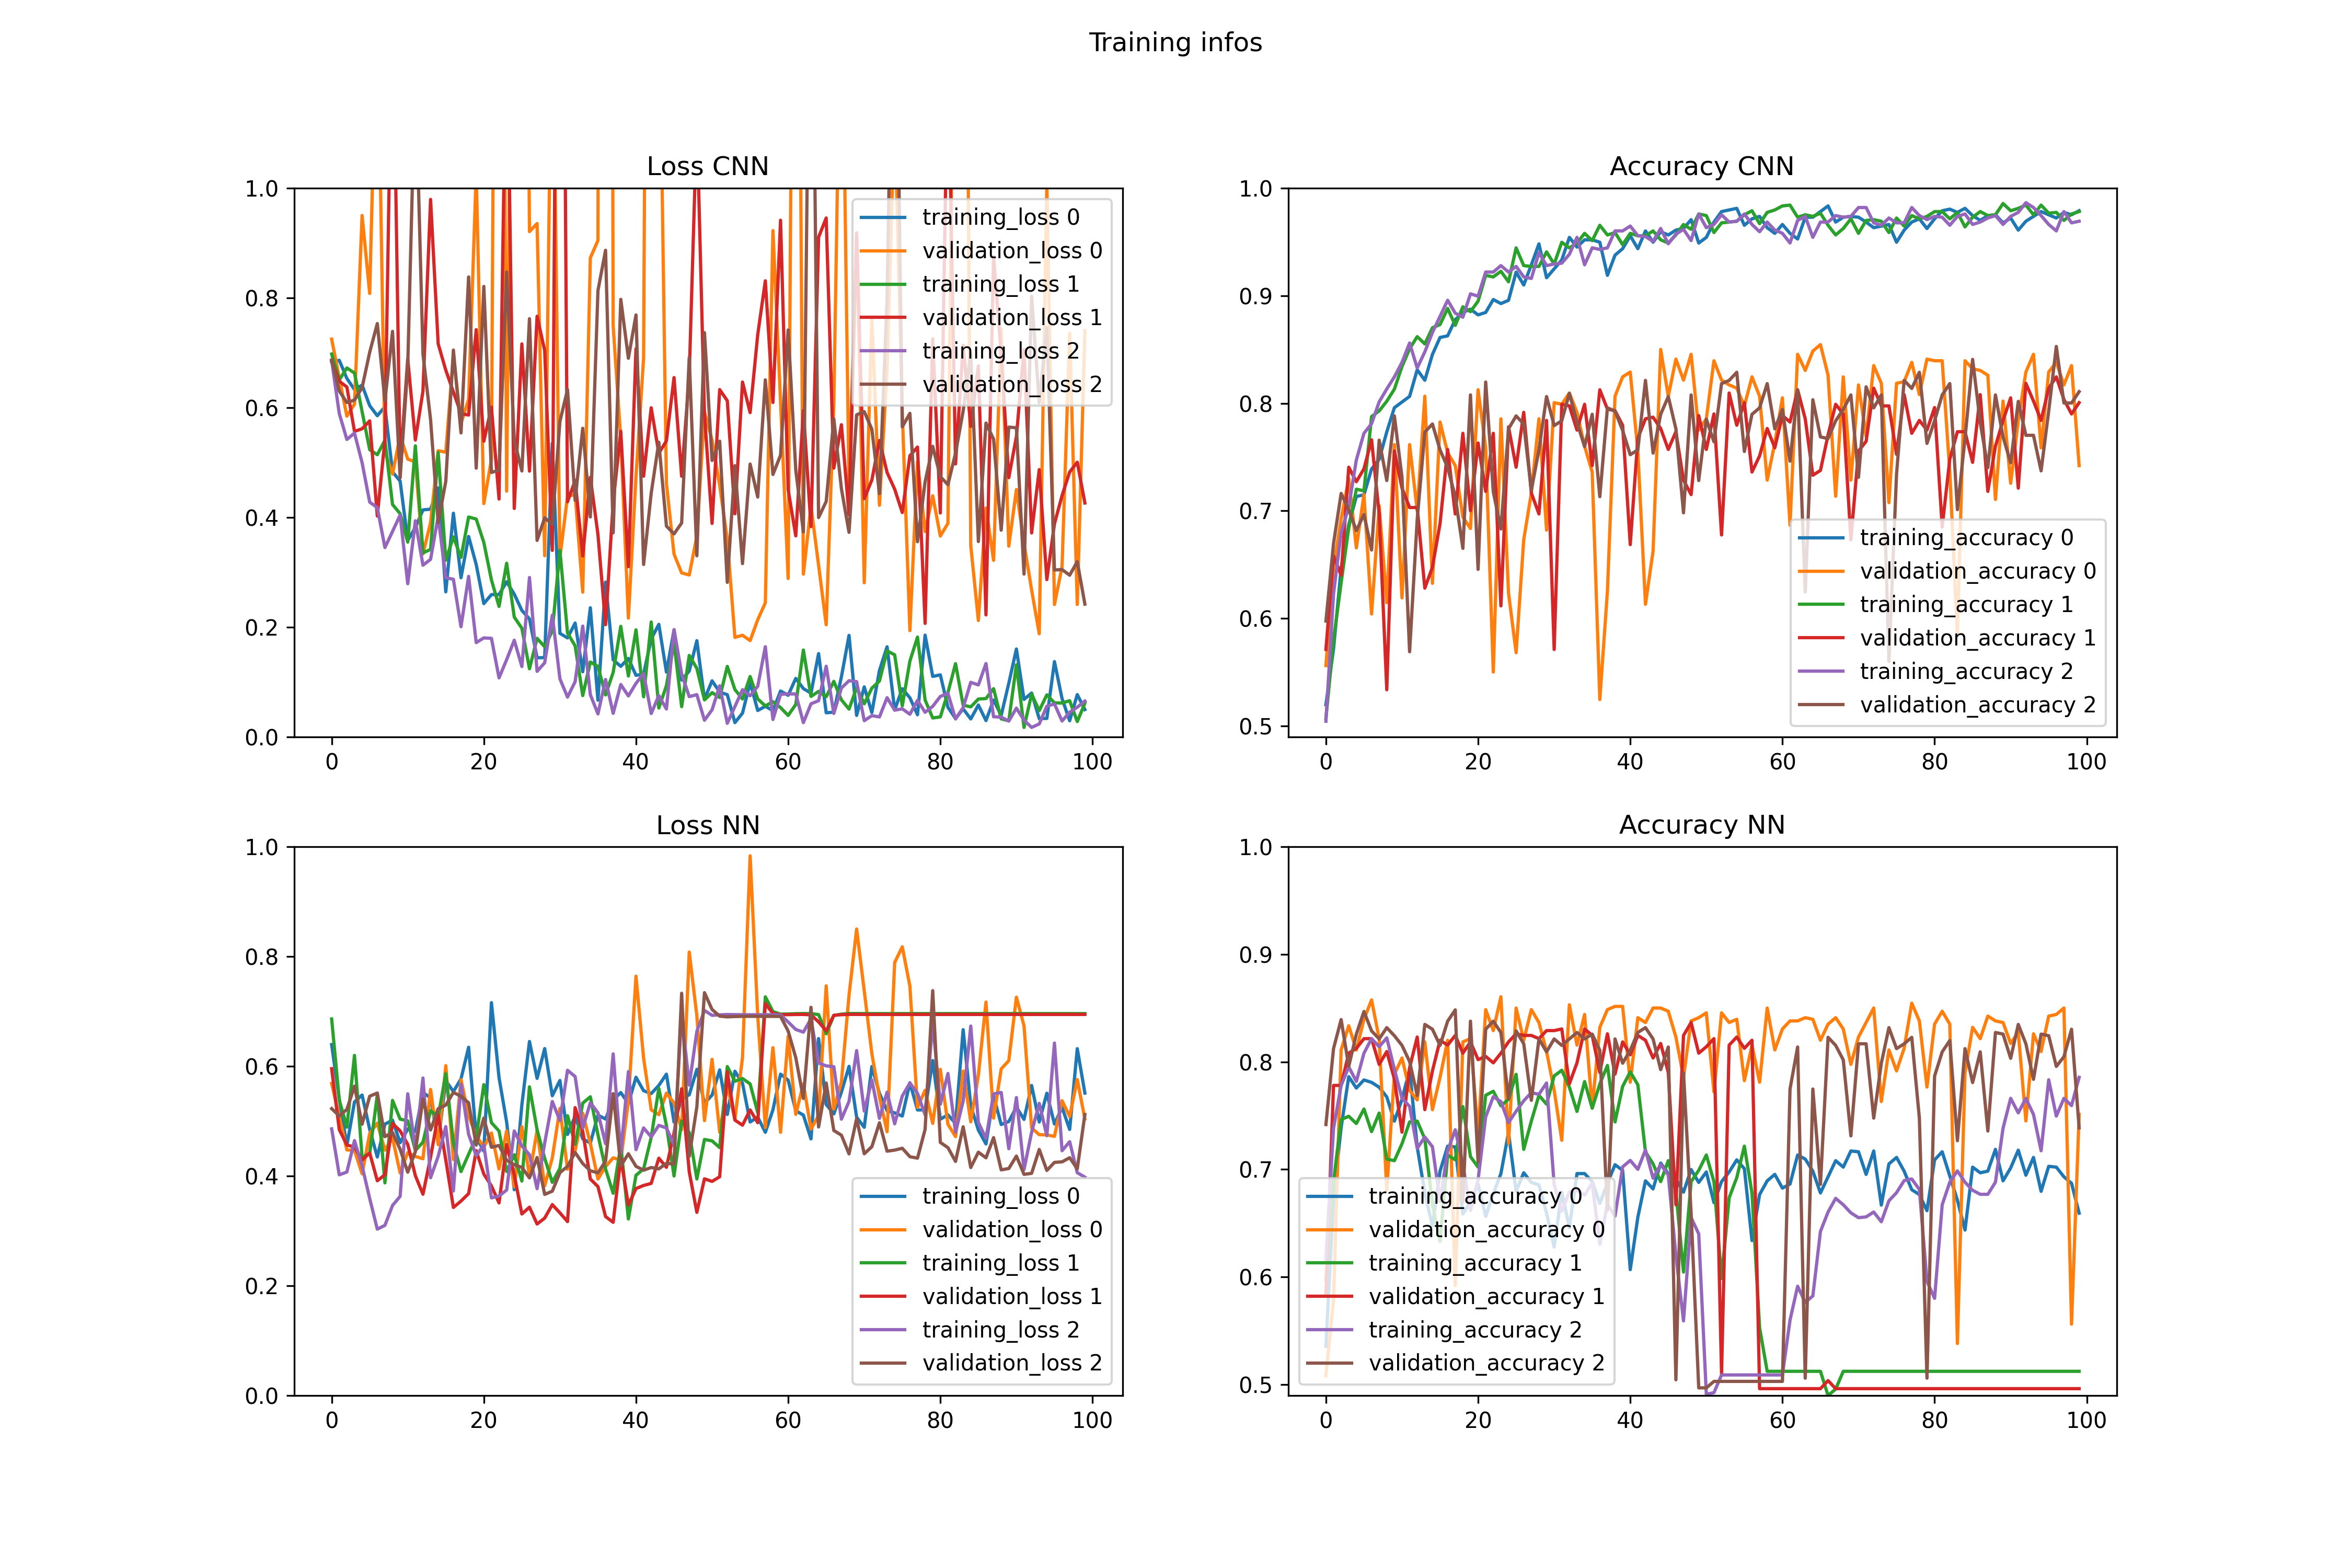 Training infos
Loss CNN
1.0
0.8
0.6
0.4
0.2
0.0
0 20 40 60 80 100
training_loss 0
validation_loss 0
training_loss 1
validation_loss 1
training_loss 2
validation_loss 2
Accuracy CNN
1.0
0.9
0.8
0.7
0.6
0.5
0 20 40 60 80 100
training_accuracy 0
validation_accuracy 0
training_accuracy 1
validation_accuracy 1
training_accuracy 2
validation_accuracy 2
Loss NN
1.0
0.8
0.6
0.4
0.2
0.0
0 20 40 60 80 100
training_loss 0
validation_loss 0
training_loss 1
validation_loss 1
training_loss 2
validation_loss 2
Accuracy NN
1.0
0.9
0.8
0.7
0.6
0.5
0 20 40 60 80 100
training_accuracy 0
validation_accuracy 0
training_accuracy 1
validation_accuracy 1
training_accuracy 2
validation_accuracy 2